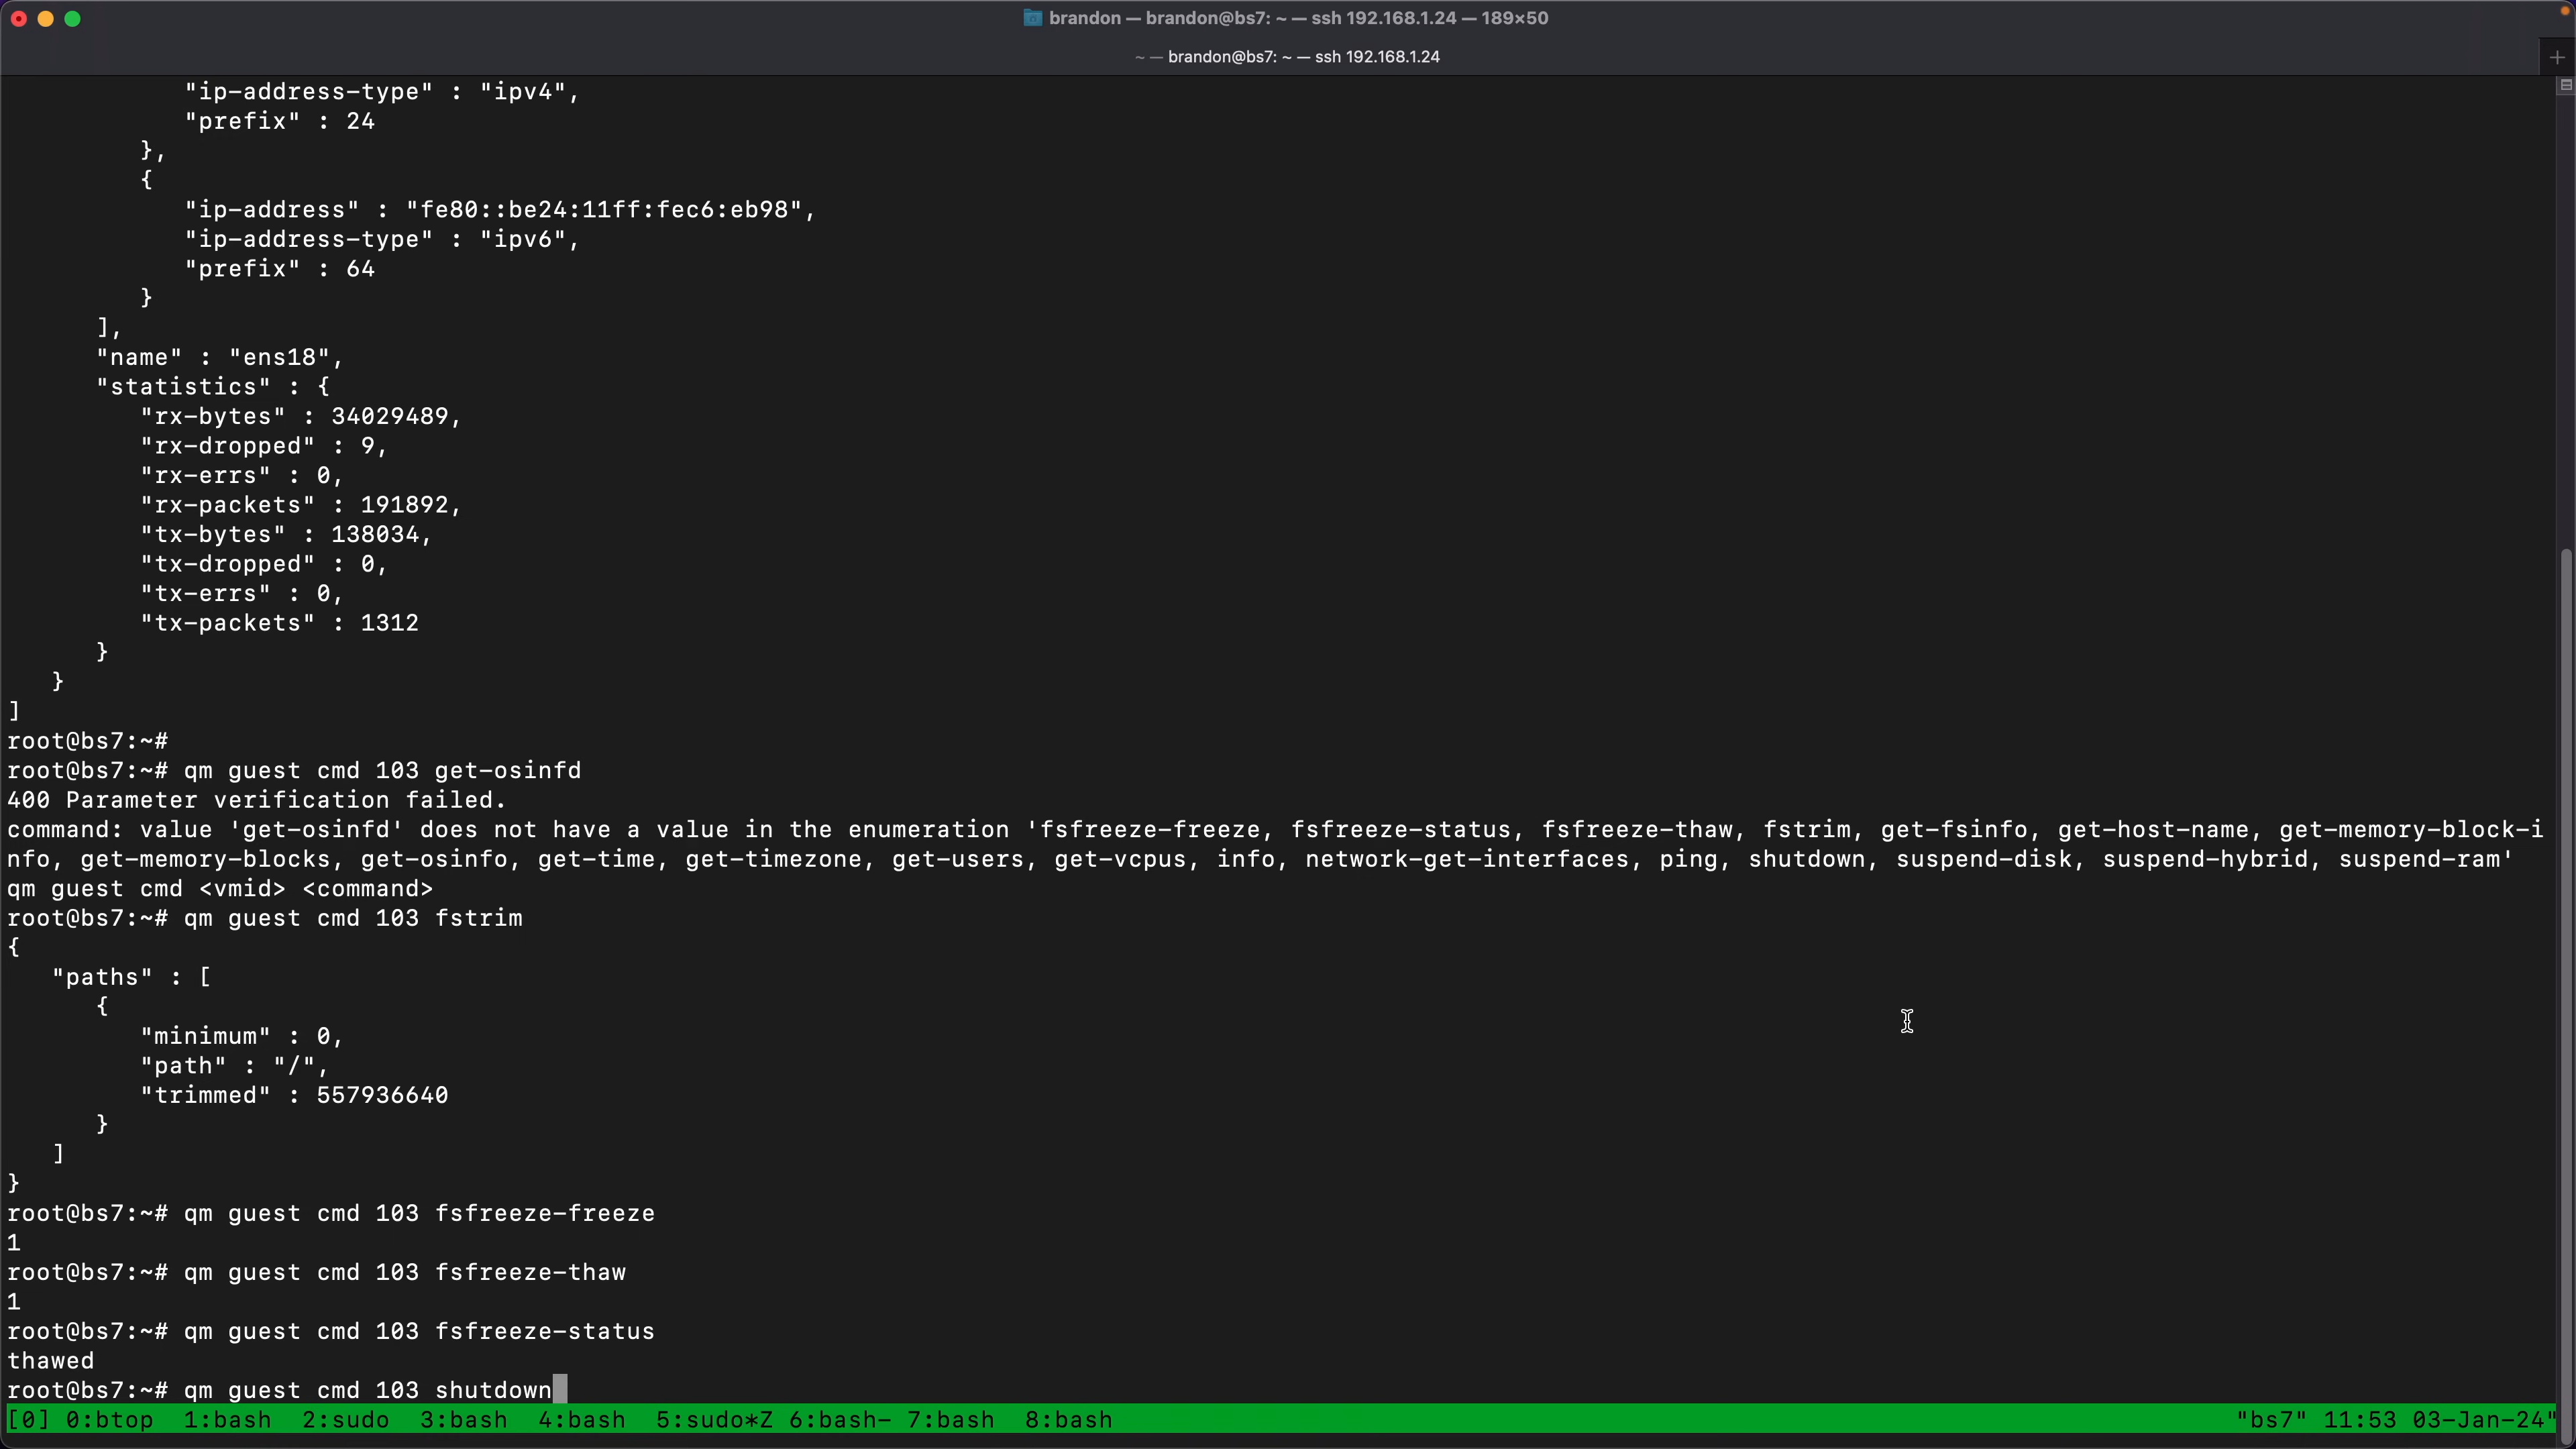 brandon — brandon@bs7: ~ — ssh 192.168.1.24 — 189×50
~ — brandon@bs7: ~ — ssh 192.168.1.24
"ip-address-type" : "ipv4",
"prefix" : 24
},
{
"ip-address" : "fe80::be24:11ff:fec6:eb98",
"ip-address-type" : "ipv6",
"prefix" : 64
}
],
"name" : "ens18",
"statistics" : {
"rx-bytes" : 34029489,
"rx-dropped" : 9,
"rx-errs" : 0,
"rx-packets" : 191892,
"tx-bytes" : 138034,
"tx-dropped" : 0,
"tx-errs" : 0,
"tx-packets" : 1312
}
}
]
root@bs7:~#
root@bs7:~# qm guest cmd 103 get-osinfd
400 Parameter verification failed.
command: value 'get-osinfd' does not have a value in the enumeration 'fsfreeze-freeze, fsfreeze-status, fsfreeze-thaw, fstrim, get-fsinfo, get-host-name, get-memory-block-i
nfo, get-memory-blocks, get-osinfo, get-time, get-timezone, get-users, get-vcpus, info, network-get-interfaces, ping, shutdown, suspend-disk, suspend-hybrid, suspend-ram'
qm guest cmd <vmid> <command>
root@bs7:~# qm guest cmd 103 fstrim
{
"paths" : [
{
"minimum" : 0,
"path" : "/",
"trimmed" : 557936640
}
]
}
root@bs7:~# qm guest cmd 103 fsfreeze-freeze
1
root@bs7:~# qm guest cmd 103 fsfreeze-thaw
1
root@bs7:~# qm guest cmd 103 fsfreeze-status
thawed
root@bs7:~# qm guest cmd 103 shutdown
[0] 0:btop  1:bash  2:sudo  3:bash  4:bash  5:sudo*Z 6:bash- 7:bash  8:bash "bs7" 11:53 03-Jan-24"